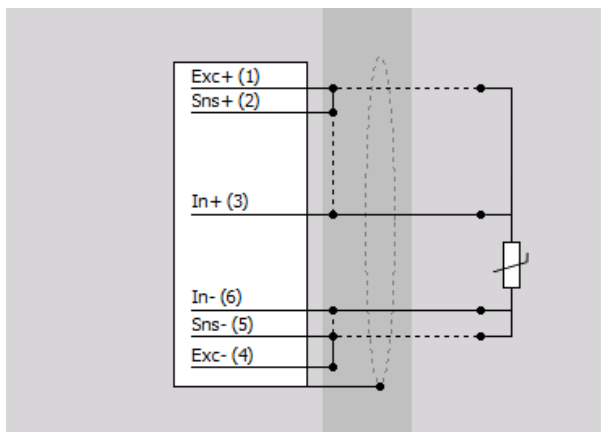 Exc+ (1)
Sns+ (2)
In+ (3)
In- (6)
Sns- (5)
Exc- (4)